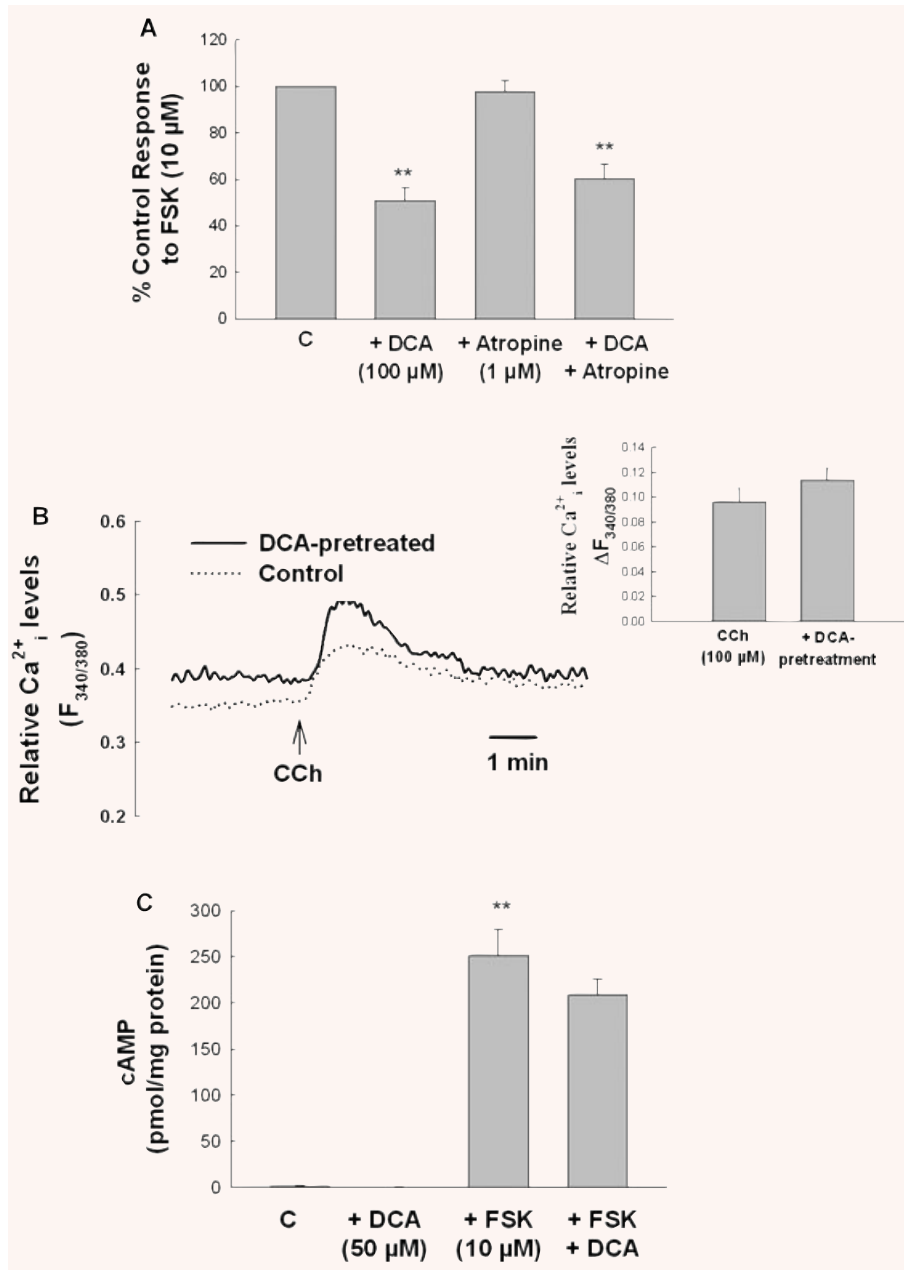 A
120
100
80
60
40
20
0
% Control Response
to FSK (10 µM)
**
**
C
+ DCA
(100 µM)
+ Atropine
(1 µM)
+ DCA
+ Atropine
B
0.6
0.5
0.4
0.3
0.2
Relative Ca2+i levels
(F340/380)
DCA-pretreated
Control
CCh
1 min
Relative Ca2+i levels
ΔF340/380
0.14
0.12
0.10
0.08
0.06
0.04
0.02
0.00
CCh
(100 µM)
+ DCA-
pretreatment
C
300
250
200
150
100
50
0
cAMP
(pmol/mg protein)
**
C
+ DCA
(50 µM)
+ FSK
(10 µM)
+ FSK
+ DCA